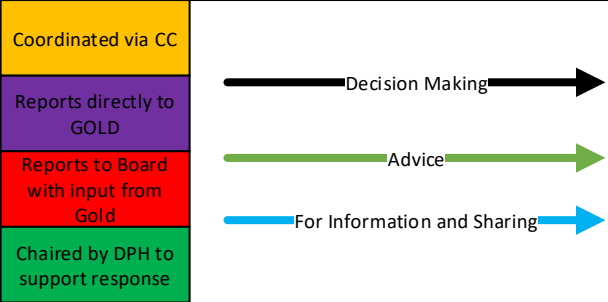 Coordinated via CC
Reports directly to
GOLD
Reports to Board
with input from
Gold
Chaired by DPH to
support response
Decision Making
Advice
For Information and Sharing